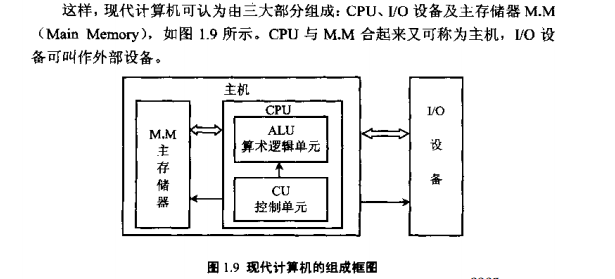 这样，现代计算机可认为由三大部分组成：CPU、I/O 设备及主存储器 M.M
（Main Memory），如图 1.9 所示。CPU 与 M.M 合起来又可称为主机，I/O 设
备可叫作外部设备。
主机
CPU
M.M
主
存
储
器
ALU
算术逻辑单元
CU
控制单元
I/O
设
备
图 1.9 现代计算机的组成框图